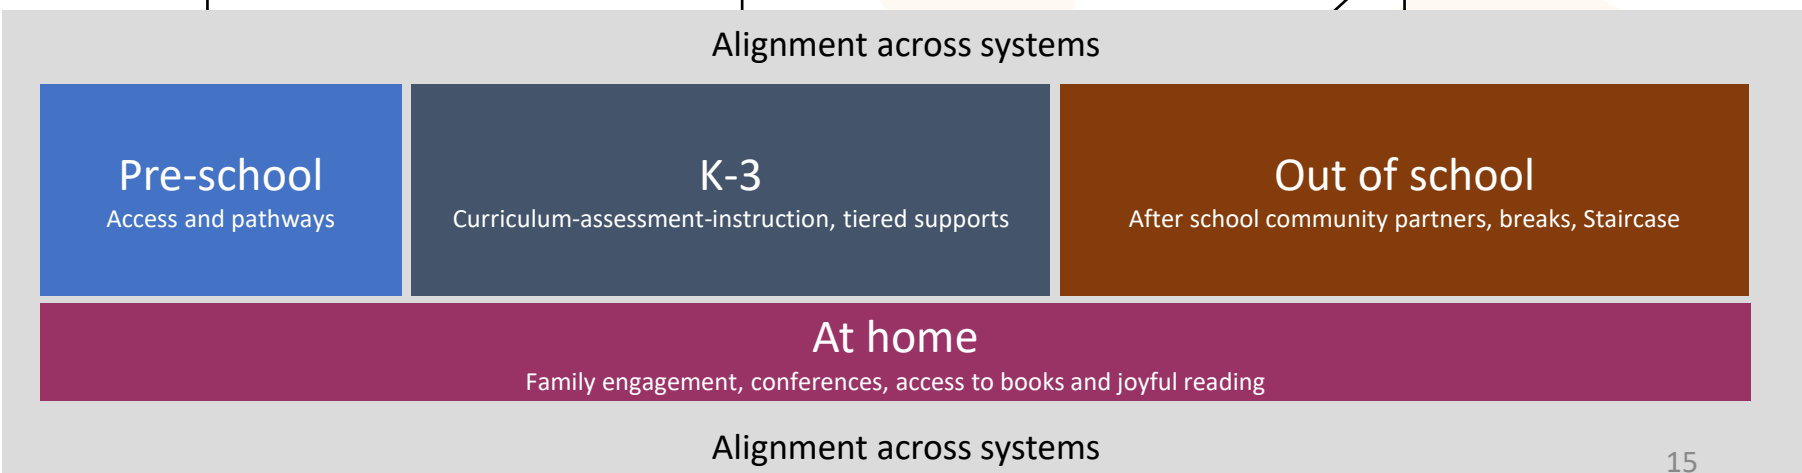 Alignment across systems
Pre-school
Access and pathways
K-3
Curriculum-assessment-instruction, tiered supports
Out of school
After school community partners, breaks, Staircase
At home
Family engagement, conferences, access to books and joyful reading
Alignment across systems
15